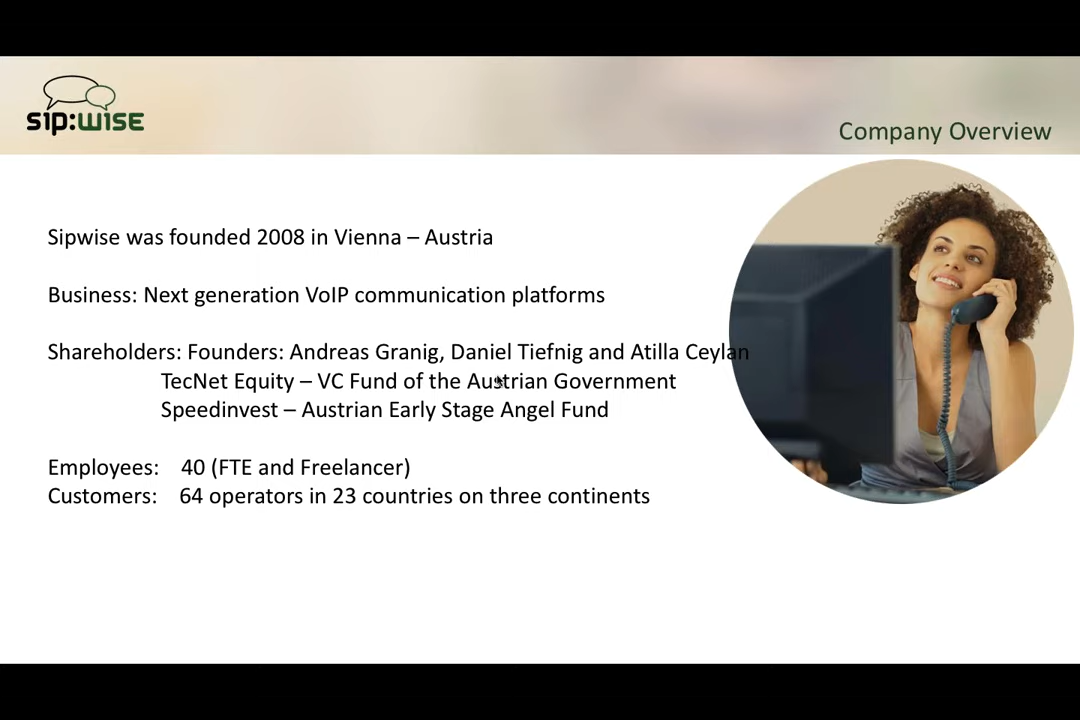 sip:wise
Company Overview
Sipwise was founded 2008 in Vienna – Austria
Business: Next generation VoIP communication platforms
Shareholders: Founders: Andreas Granig, Daniel Tiefnig and Atilla Ceylan
TecNet Equity – VC Fund of the Austrian Government
Speedinvest – Austrian Early Stage Angel Fund
Employees: 40 (FTE and Freelancer)
Customers: 64 operators in 23 countries on three continents